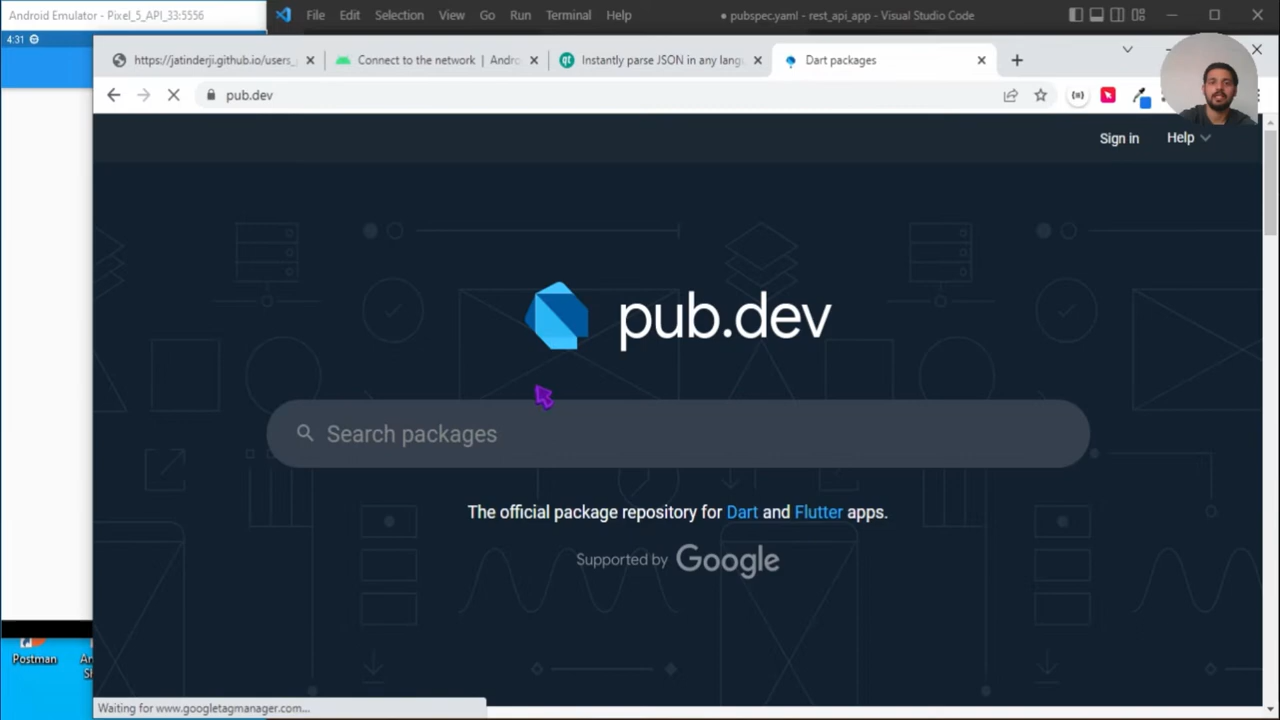 Android Emulator - Pixel_5_API_33:5556
File Edit Selection View Go Run Terminal Help
● pubspec.yaml - rest_api_app - Visual Studio Code
4:31
https://jatinderji.github.io/users_
Connect to the network | Andro
Instantly parse JSON in any langu
Dart packages
pub.dev
Sign in
Help
pub.dev
Search packages
The official package repository for Dart and Flutter apps.
Supported by Google
Postman
Waiting for www.googletagmanager.com...